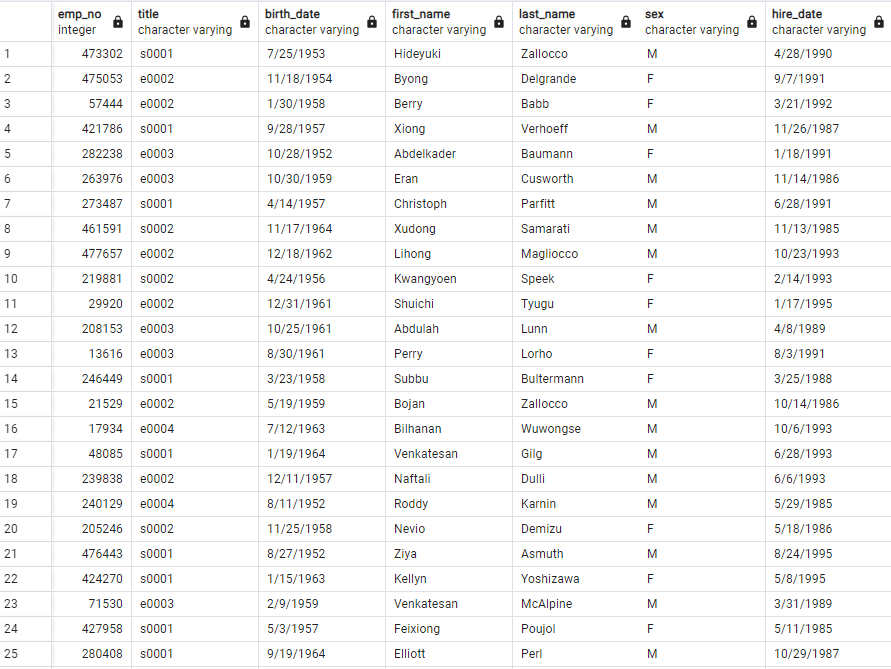 emp_no title birth_date first_name last_name sex hire_date
integer character varying character varying character varying character varying character varying character varying
1 473302 s0001 7/25/1953 Hideyuki Zallocco M 4/28/1990
2 475053 e0002 11/18/1954 Byong Delgrande F 9/7/1991
3 57444 e0002 1/30/1958 Berry Babb F 3/21/1992
4 421786 s0001 9/28/1957 Xiong Verhoeff M 11/26/1987
5 282238 e0003 10/28/1952 Abdelkader Baumann F 1/18/1991
6 263976 e0003 10/30/1959 Eran Cusworth M 11/14/1986
7 273487 s0001 4/14/1957 Christoph Parfitt M 6/28/1991
8 461591 s0002 11/17/1964 Xudong Samarati M 11/13/1985
9 477657 e0002 12/18/1962 Lihong Magliocco M 10/23/1993
10 219881 s0002 4/24/1956 Kwangyoen Speek F 2/14/1993
11 29920 e0002 12/31/1961 Shuichi Tyugu F 1/17/1995
12 208153 e0003 10/25/1961 Abdulah Lunn M 4/8/1989
13 13616 e0003 8/30/1961 Perry Lorho F 8/3/1991
14 246449 s0001 3/23/1958 Subbu Bultermann F 3/25/1988
15 21529 e0002 5/19/1959 Bojan Zallocco M 10/14/1986
16 17934 e0004 7/12/1963 Bilhanan Wuwongse M 10/6/1993
17 48085 s0001 1/19/1964 Venkatesan Gilg M 6/28/1993
18 239838 e0002 12/11/1957 Naftali Dulli M 6/6/1993
19 240129 e0004 8/11/1952 Roddy Karnin M 5/29/1985
20 205246 s0002 11/25/1958 Nevio Demizu F 5/18/1986
21 476443 s0001 8/27/1952 Ziya Asmuth M 8/24/1995
22 424270 s0001 1/15/1963 Kellyn Yoshizawa F 5/8/1995
23 71530 e0003 2/9/1959 Venkatesan McAlpine M 3/31/1989
24 427958 s0001 5/3/1957 Feixiong Poujol F 5/11/1985
25 280408 s0001 9/19/1964 Elliott Perl M 10/29/1987